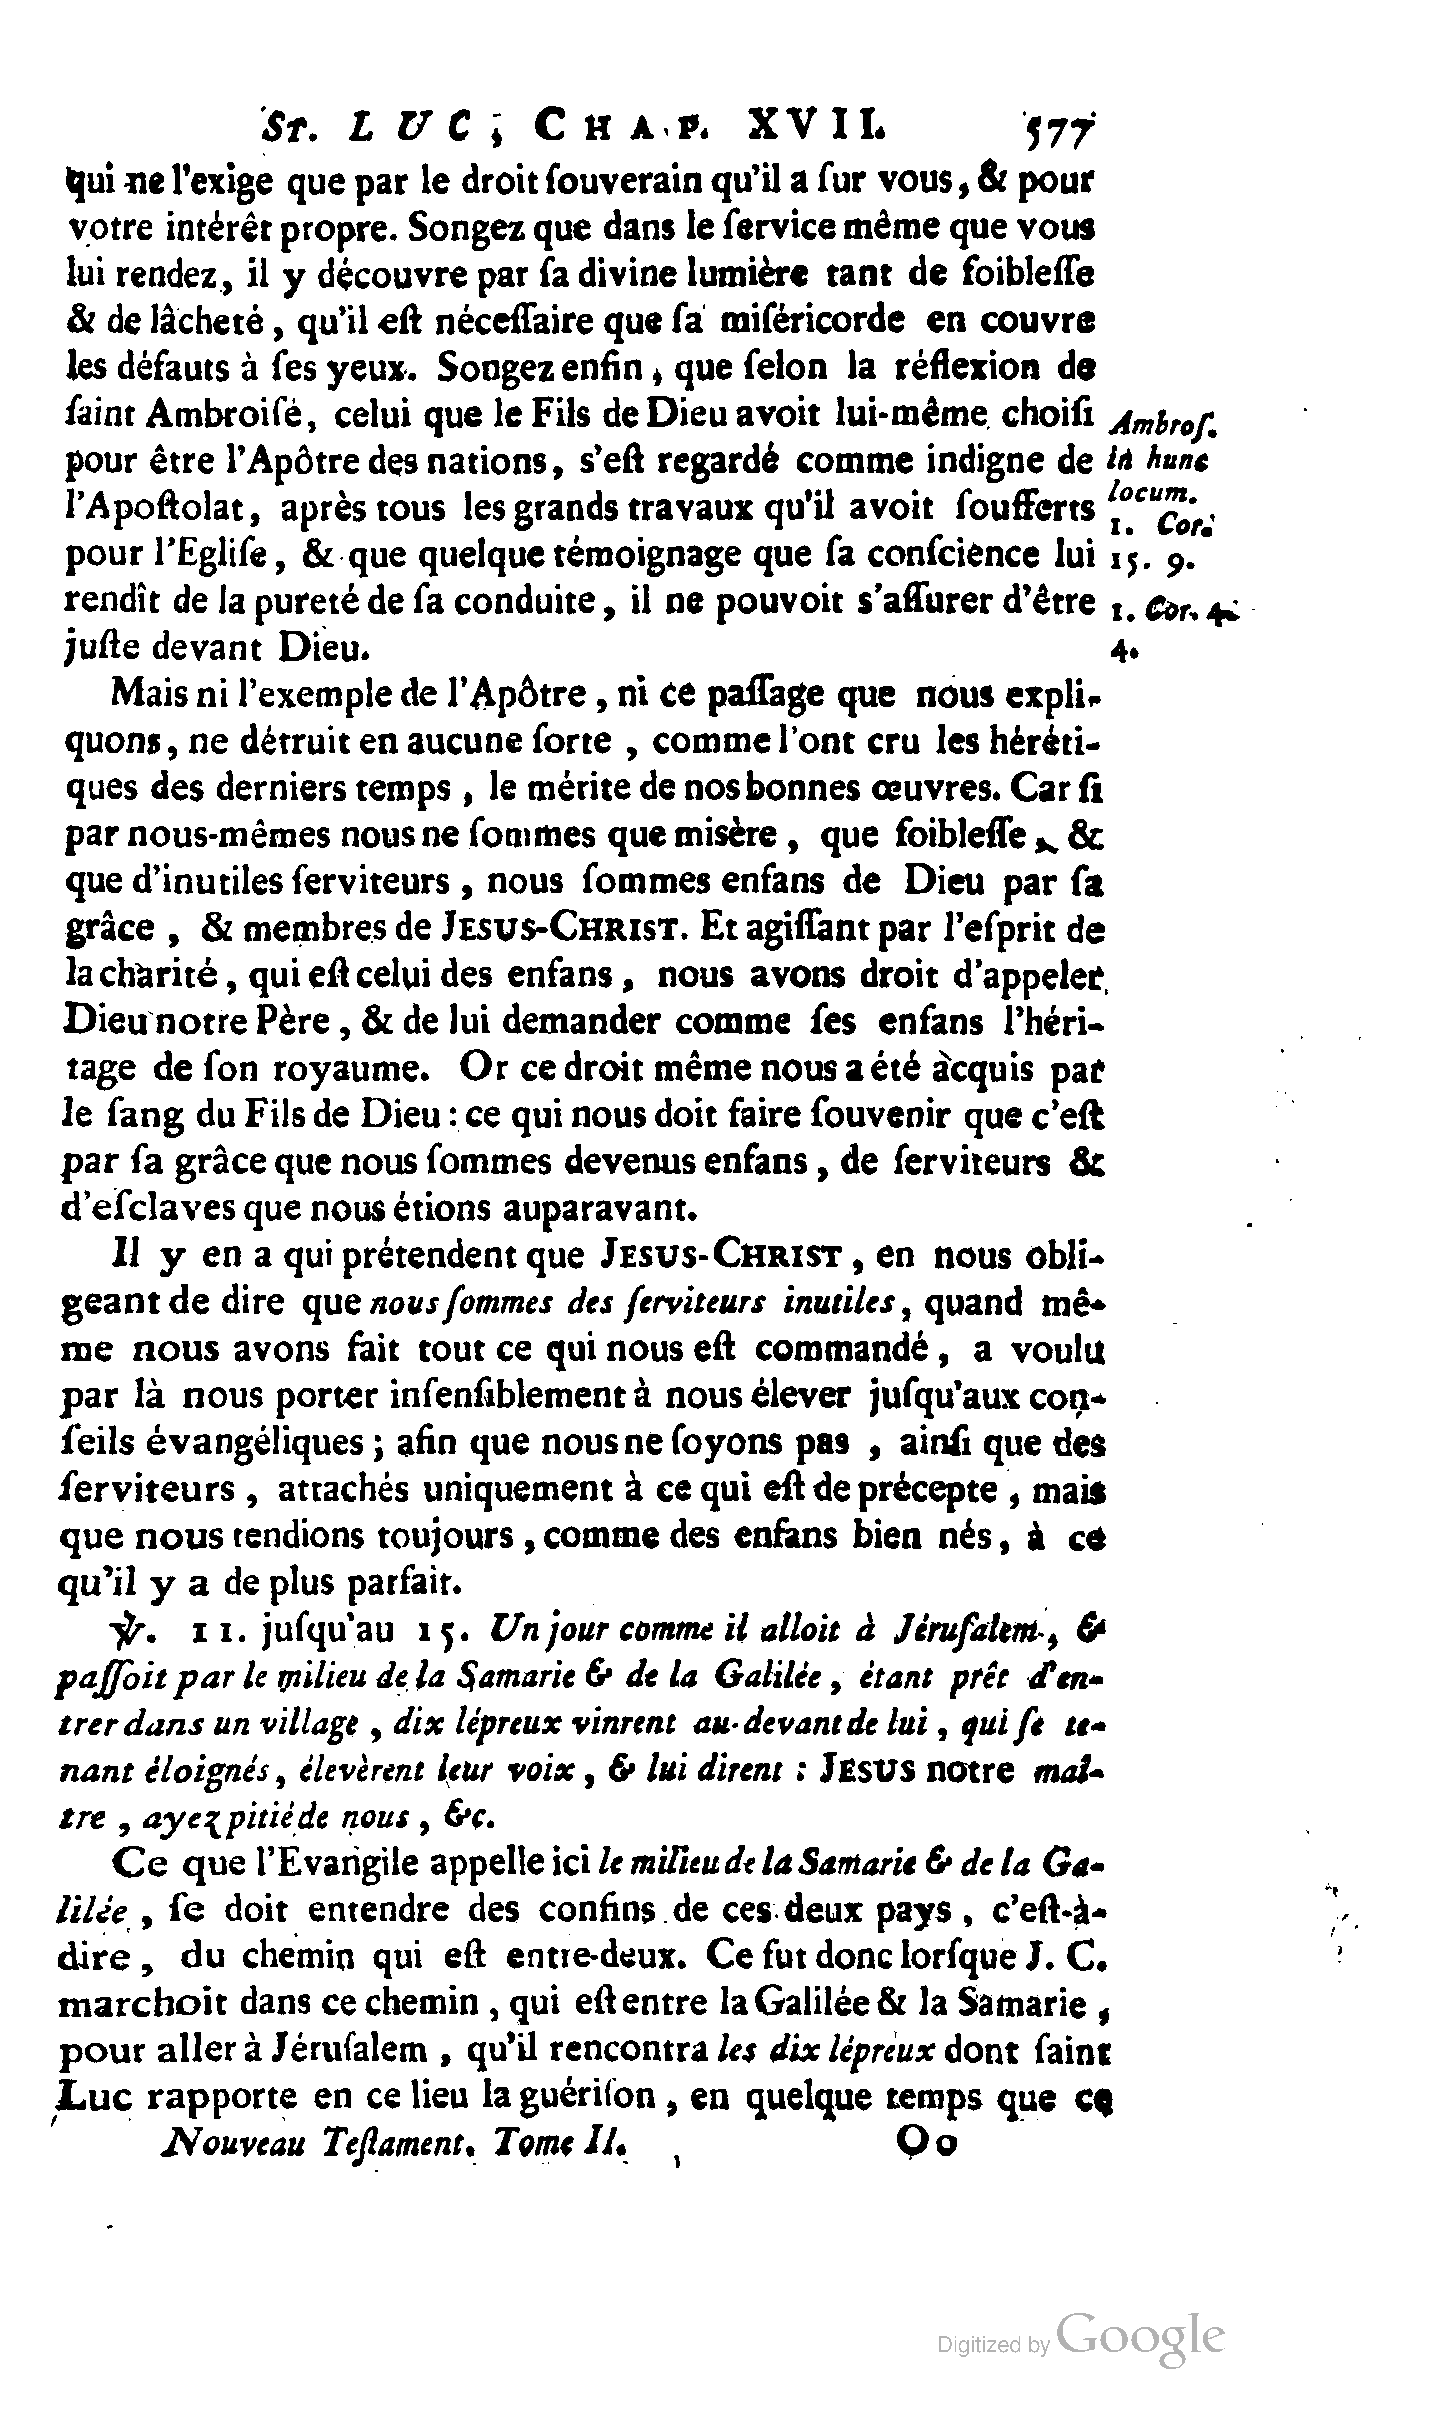 St. LUC, CHAP. XVII. 577
qui ne l'exige que par le droit ſouverain qu'il a ſur vous, & pour
votre intérêt propre. Songez que dans le ſervice même que vous
lui rendez, il y découvre par ſa divine lumière tant de foibleſſe
& de lâcheté, qu'il eſt néceſſaire que ſa miſéricorde en couvre
les défauts à ſes yeux. Songez enfin, que ſelon la réflexion de
ſaint Ambroiſe, celui que le Fils de Dieu avoit lui-même choiſi
pour être l'Apôtre des nations, s'eſt regardé comme indigne de
l'Apoſtolat, après tous les grands travaux qu'il avoit ſoufferts
pour l'Egliſe, & que quelque témoignage que ſa conſcience lui
rendît de la pureté de ſa conduite, il ne pouvoit s'aſſurer d'être
juſte devant Dieu.
Ambroſ.
in hunc
locum.
1. Cor.
15. 9.
1. Cor. 4.
4.
Mais ni l'exemple de l'Apôtre, ni ce paſſage que nous expli-
quons, ne détruit en aucune ſorte, comme l'ont cru les héréti-
ques des derniers temps, le mérite de nos bonnes œuvres. Car ſi
par nous-mêmes nous ne ſommes que misère, que foibleſſe, &
que d'inutiles ſerviteurs, nous ſommes enfans de Dieu par ſa
grâce, & membres de JESUS-CHRIST. Et agiſſant par l'eſprit de
la charité, qui eſt celui des enfans, nous avons droit d'appeler
Dieu notre Père, & de lui demander comme ſes enfans l'héri-
tage de ſon royaume. Or ce droit même nous a été acquis par
le ſang du Fils de Dieu : ce qui nous doit faire ſouvenir que c'eſt
par ſa grâce que nous ſommes devenus enfans, de ſerviteurs &
d'eſclaves que nous étions auparavant.
Il y en a qui prétendent que JESUS-CHRIST, en nous obli-
geant de dire que nous ſommes des ſerviteurs inutiles, quand mê-
me nous avons fait tout ce qui nous eſt commandé, a voulu
par là nous porter inſenſiblement à nous élever juſqu'aux con-
ſeils évangéliques; afin que nous ne ſoyons pas, ainſi que des
ſerviteurs, attachés uniquement à ce qui eſt de précepte, mais
que nous tendions toujours, comme des enfans bien nés, à ce
qu'il y a de plus parfait.
℣. 11. juſqu'au 15. Un jour comme il alloit à Jéruſalem, &
paſſoit par le milieu de la Samarie & de la Galilée, étant prêt d'en-
trer dans un village, dix lépreux vinrent au-devant de lui, qui ſe te-
nant éloignés, élevèrent leur voix, & lui dirent : JESUS notre maî-
tre, ayez pitié de nous, &c.
Ce que l'Evangile appelle ici le milieu de la Samarie & de la Ga-
lilée, ſe doit entendre des confins de ces deux pays, c'eſt-à-
dire, du chemin qui eſt entre-deux. Ce fut donc lorſque J. C.
marchoit dans ce chemin, qui eſt entre la Galilée & la Samarie,
pour aller à Jéruſalem, qu'il rencontra les dix lépreux dont ſaint
Luc rapporte en ce lieu la guériſon, en quelque temps que ce
Nouveau Teſtament. Tome II. Oo
Digitized by Google